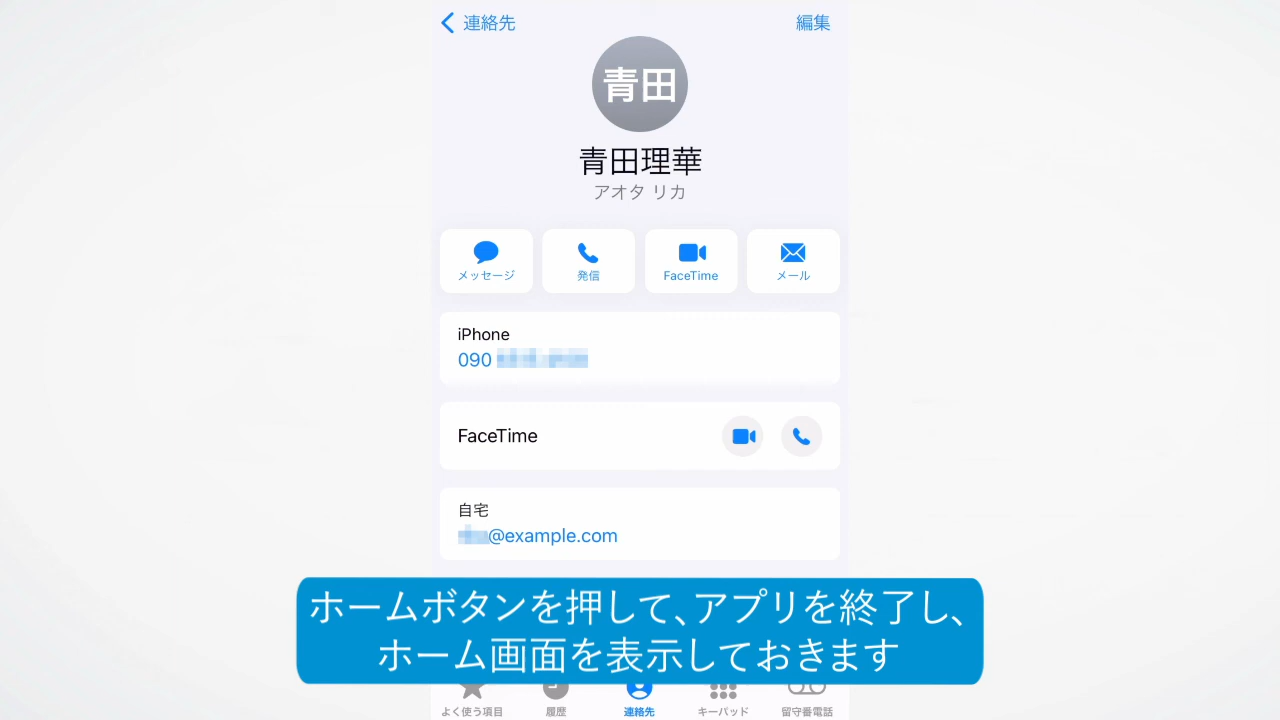 連絡先
編集
青田
青田理華
アオタ リカ
メッセージ
発信
FaceTime
メール
iPhone
090
FaceTime
自宅
@example.com
ホームボタンを押して、アプリを終了し、
ホーム画面を表示しておきます
よく使う項目
履歴
連絡先
キーパッド
留守番電話